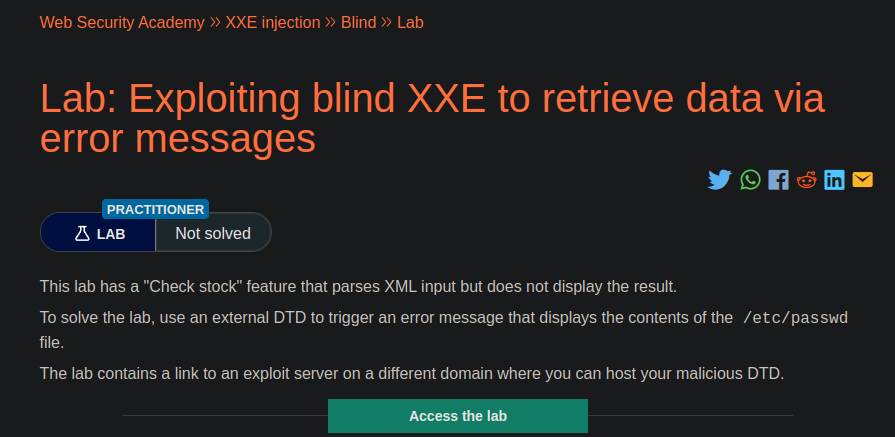 Web Security Academy » XXE injection » Blind » Lab
Lab: Exploiting blind XXE to retrieve data via
error messages
PRACTITIONER
LAB Not solved
This lab has a "Check stock" feature that parses XML input but does not display the result.
To solve the lab, use an external DTD to trigger an error message that displays the contents of the /etc/passwd
file.
The lab contains a link to an exploit server on a different domain where you can host your malicious DTD.
Access the lab